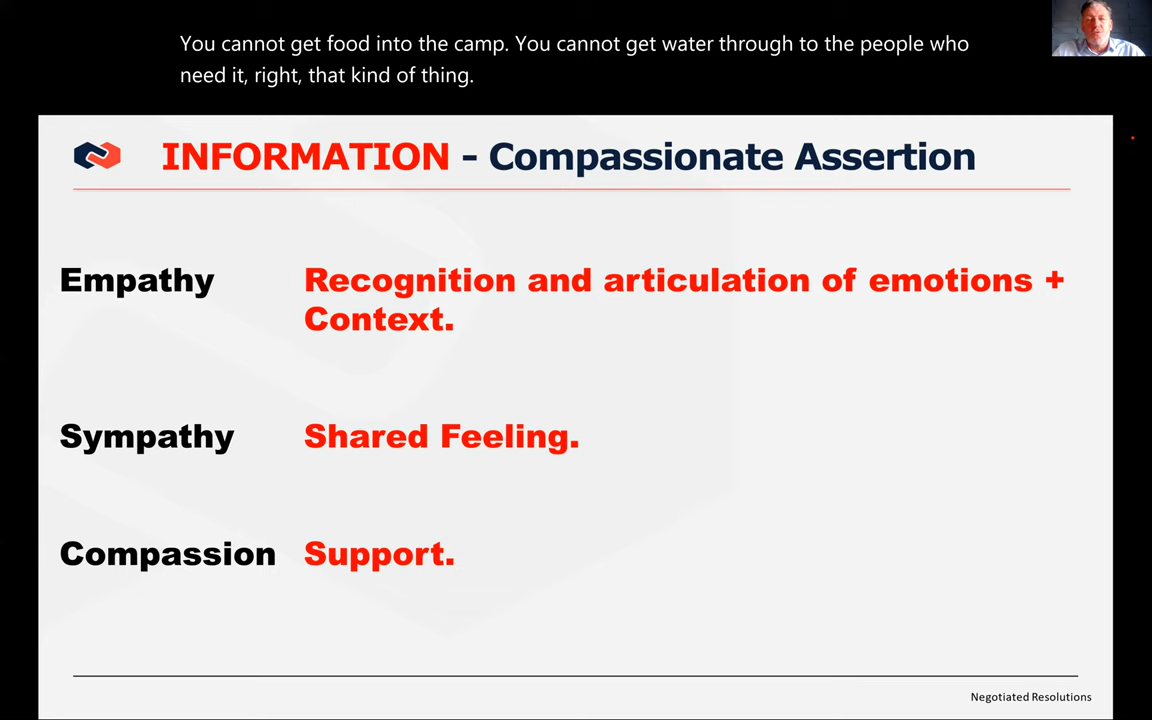 You cannot get food into the camp. You cannot get water through to the people who
need it, right, that kind of thing.
INFORMATION - Compassionate Assertion
Empathy Recognition and articulation of emotions +
Context.
Sympathy Shared Feeling.
Compassion Support.
Negotiated Resolutions